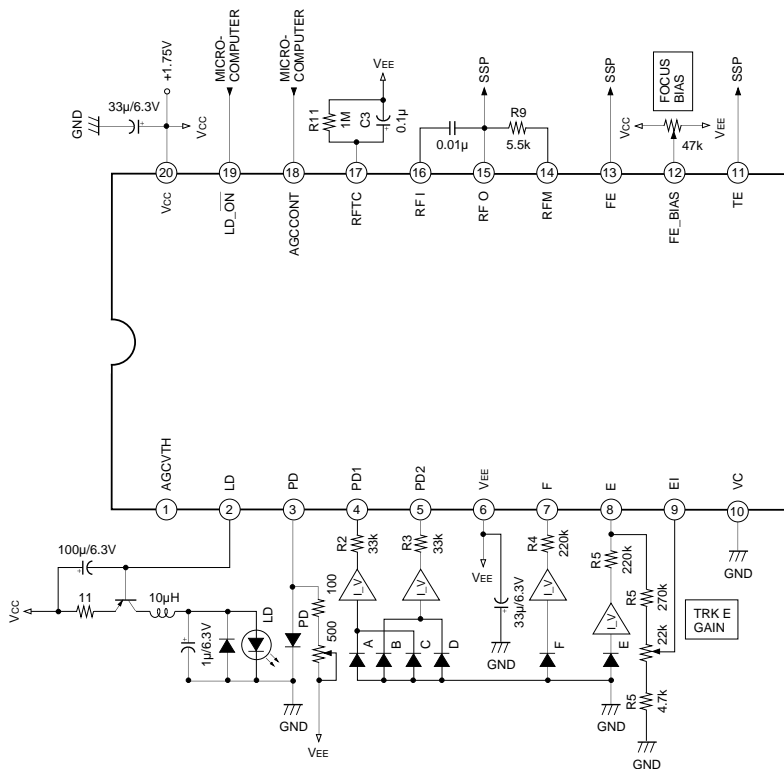 GND
33µ/6.3V
+1.75V
Vcc
MICRO-
COMPUTER
MICRO-
COMPUTER
R11
1M
C3
0.1µ
VEE
0.01µ
SSP
R9
5.5k
SSP
FOCUS
BIAS
Vcc
VEE
47k
SSP
20
19
18
17
16
15
14
13
12
11
Vcc
LD_ON
AGCCONT
RFTC
RF I
RF O
RFM
FE
FE_BIAS
TE
AGCVTH
LD
PD
PD1
PD2
VEE
F
E
EI
VC
1
2
3
4
5
6
7
8
9
10
Vcc
100µ/6.3V
11
10µH
1µ/6.3V
LD
PD
100
500
GND
VEE
R2
33k
I_V
R3
33k
I_V
A
B
C
D
VEE
33µ/6.3V
GND
R4
220k
I_V
F
R5
220k
I_V
E
GND
R5
270k
22k
R5
4.7k
GND
TRK E
GAIN
GND